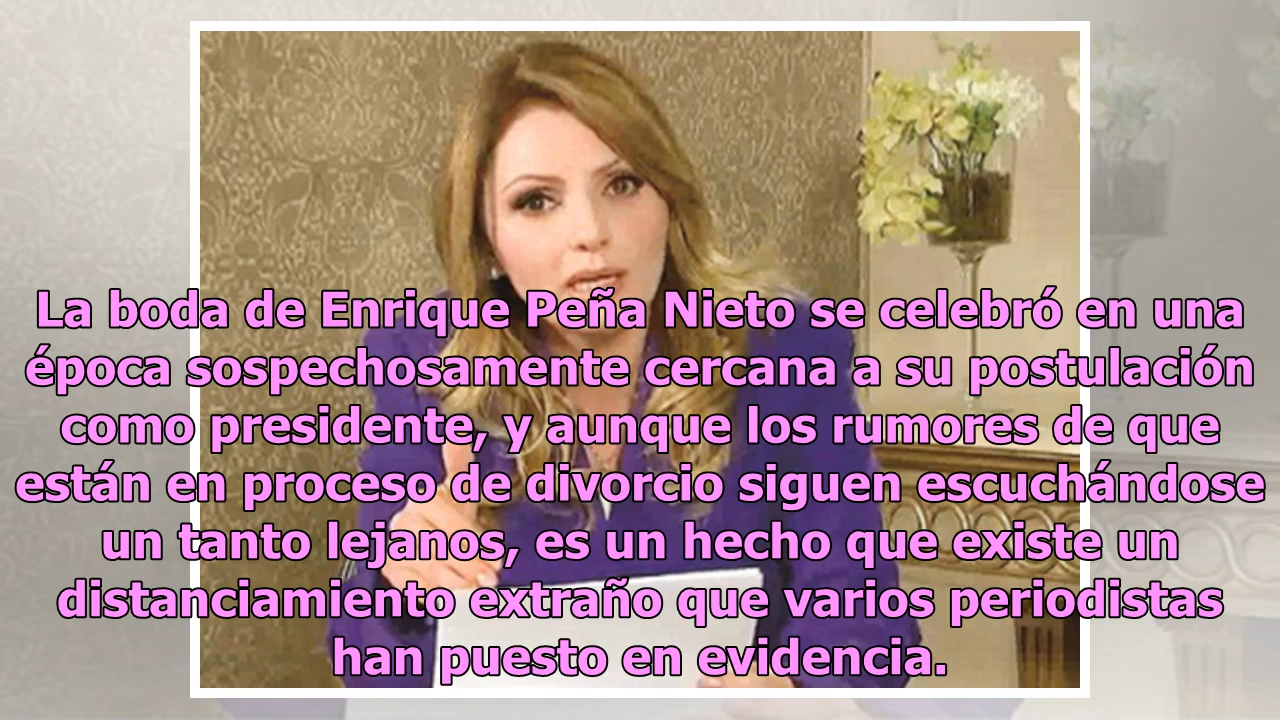 La boda de Enrique Peña Nieto se celebró en una
época sospechosamente cercana a su postulación
como presidente, y aunque los rumores de que
están en proceso de divorcio siguen escuchándose
un tanto lejanos, es un hecho que existe un
distanciamiento extraño que varios periodistas
han puesto en evidencia.